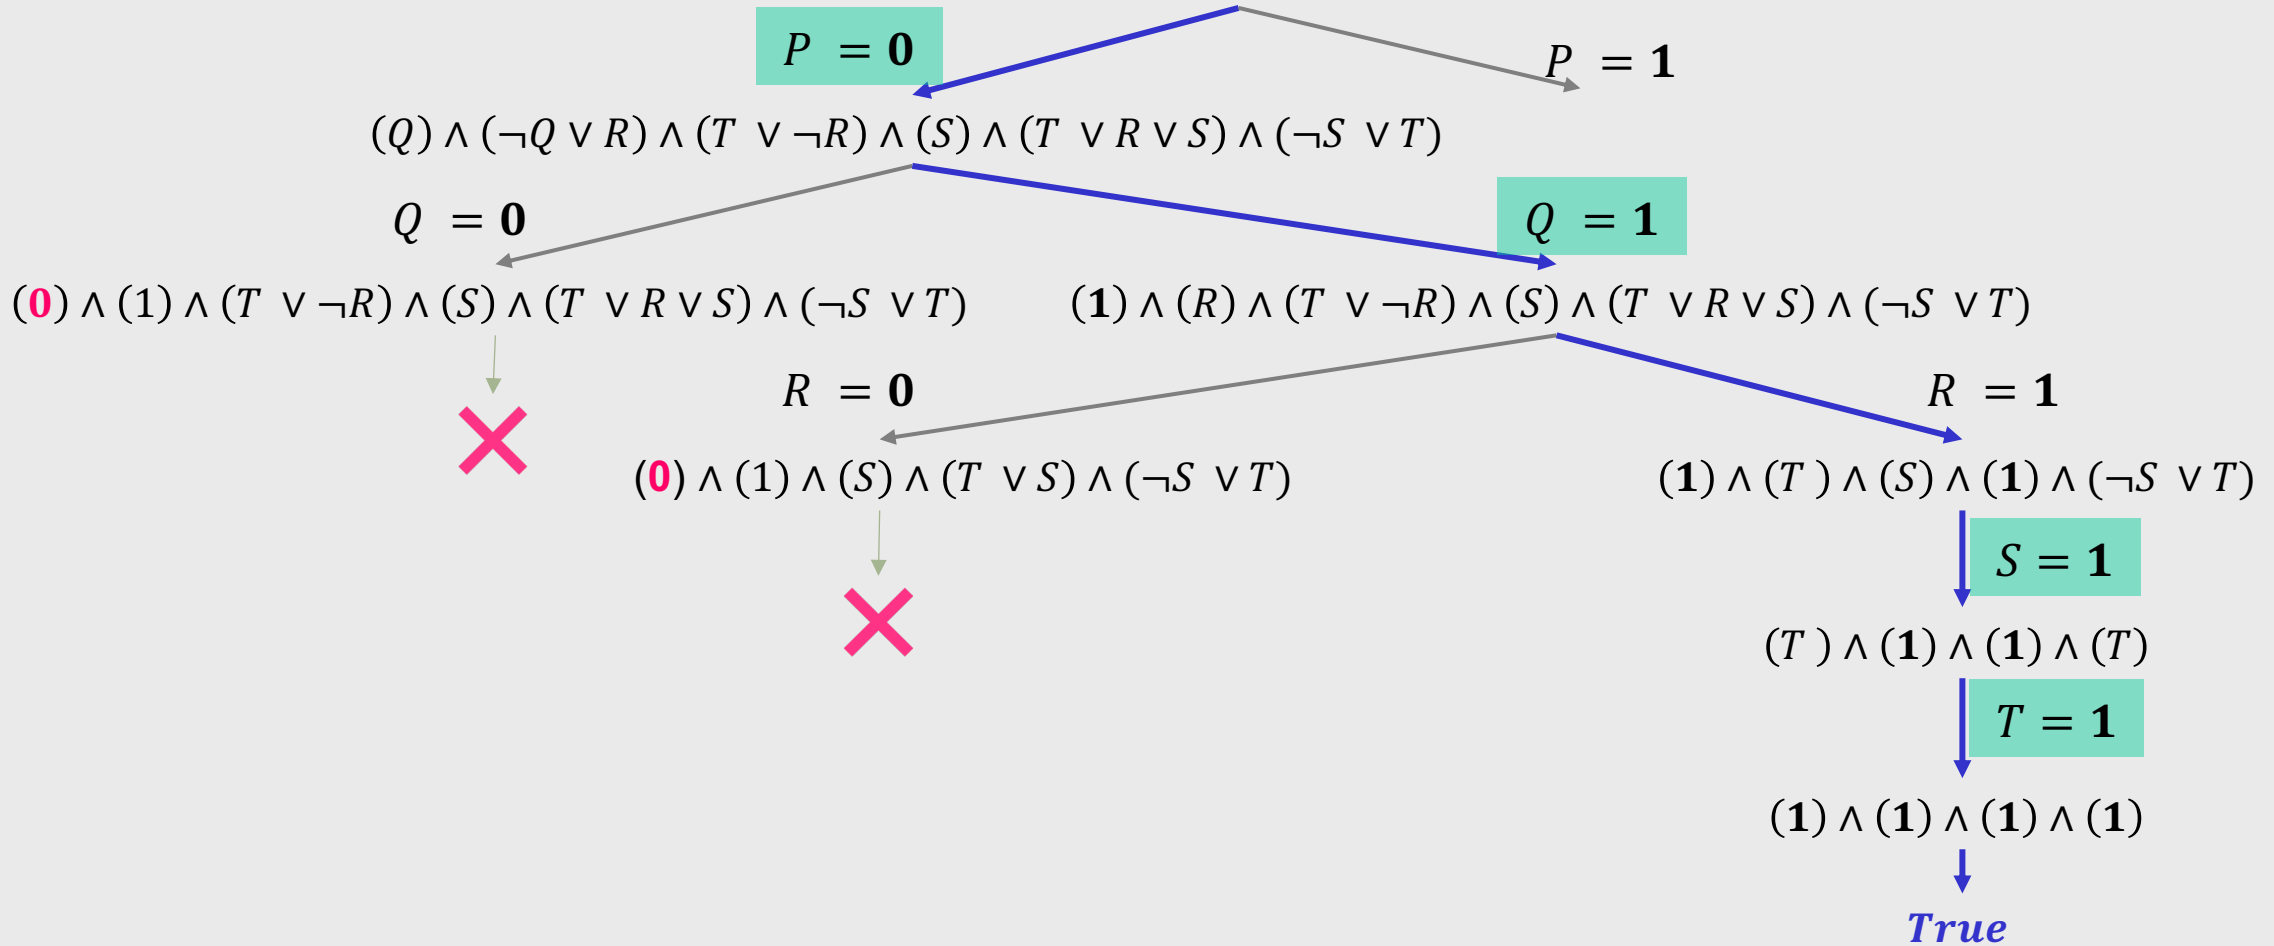 P = 0
P = 1
(Q) ∧ (¬Q ∨ R) ∧ (T ∨ ¬R) ∧ (S) ∧ (T ∨ R ∨ S) ∧ (¬S ∨ T)
Q = 0
Q = 1
(0) ∧ (1) ∧ (T ∨ ¬R) ∧ (S) ∧ (T ∨ R ∨ S) ∧ (¬S ∨ T)
(1) ∧ (R) ∧ (T ∨ ¬R) ∧ (S) ∧ (T ∨ R ∨ S) ∧ (¬S ∨ T)
R = 0
R = 1
(0) ∧ (1) ∧ (S) ∧ (T ∨ S) ∧ (¬S ∨ T)
(1) ∧ (T ) ∧ (S) ∧ (1) ∧ (¬S ∨ T)
S = 1
(T ) ∧ (1) ∧ (1) ∧ (T)
T = 1
(1) ∧ (1) ∧ (1) ∧ (1)
True